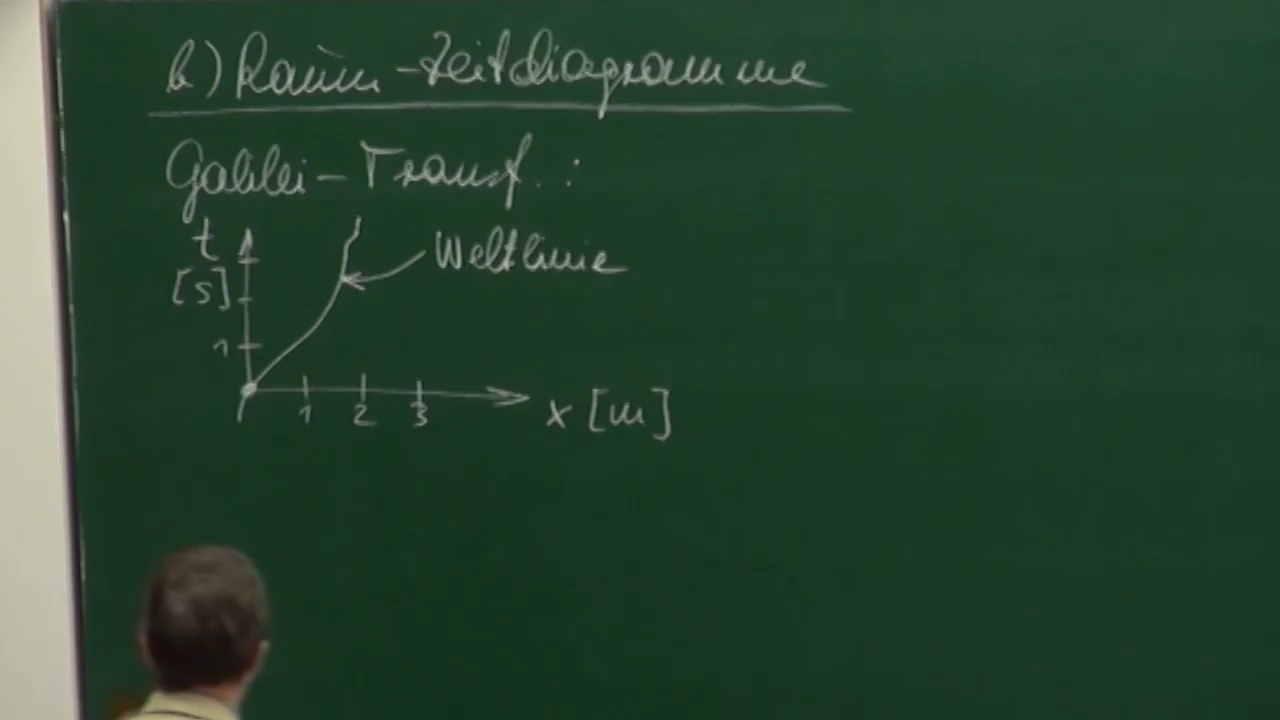 b) Raum-Zeitdiagramme
Galilei-Transf.:
t
[s]
Weltlinie
1
1 2 3
x [m]